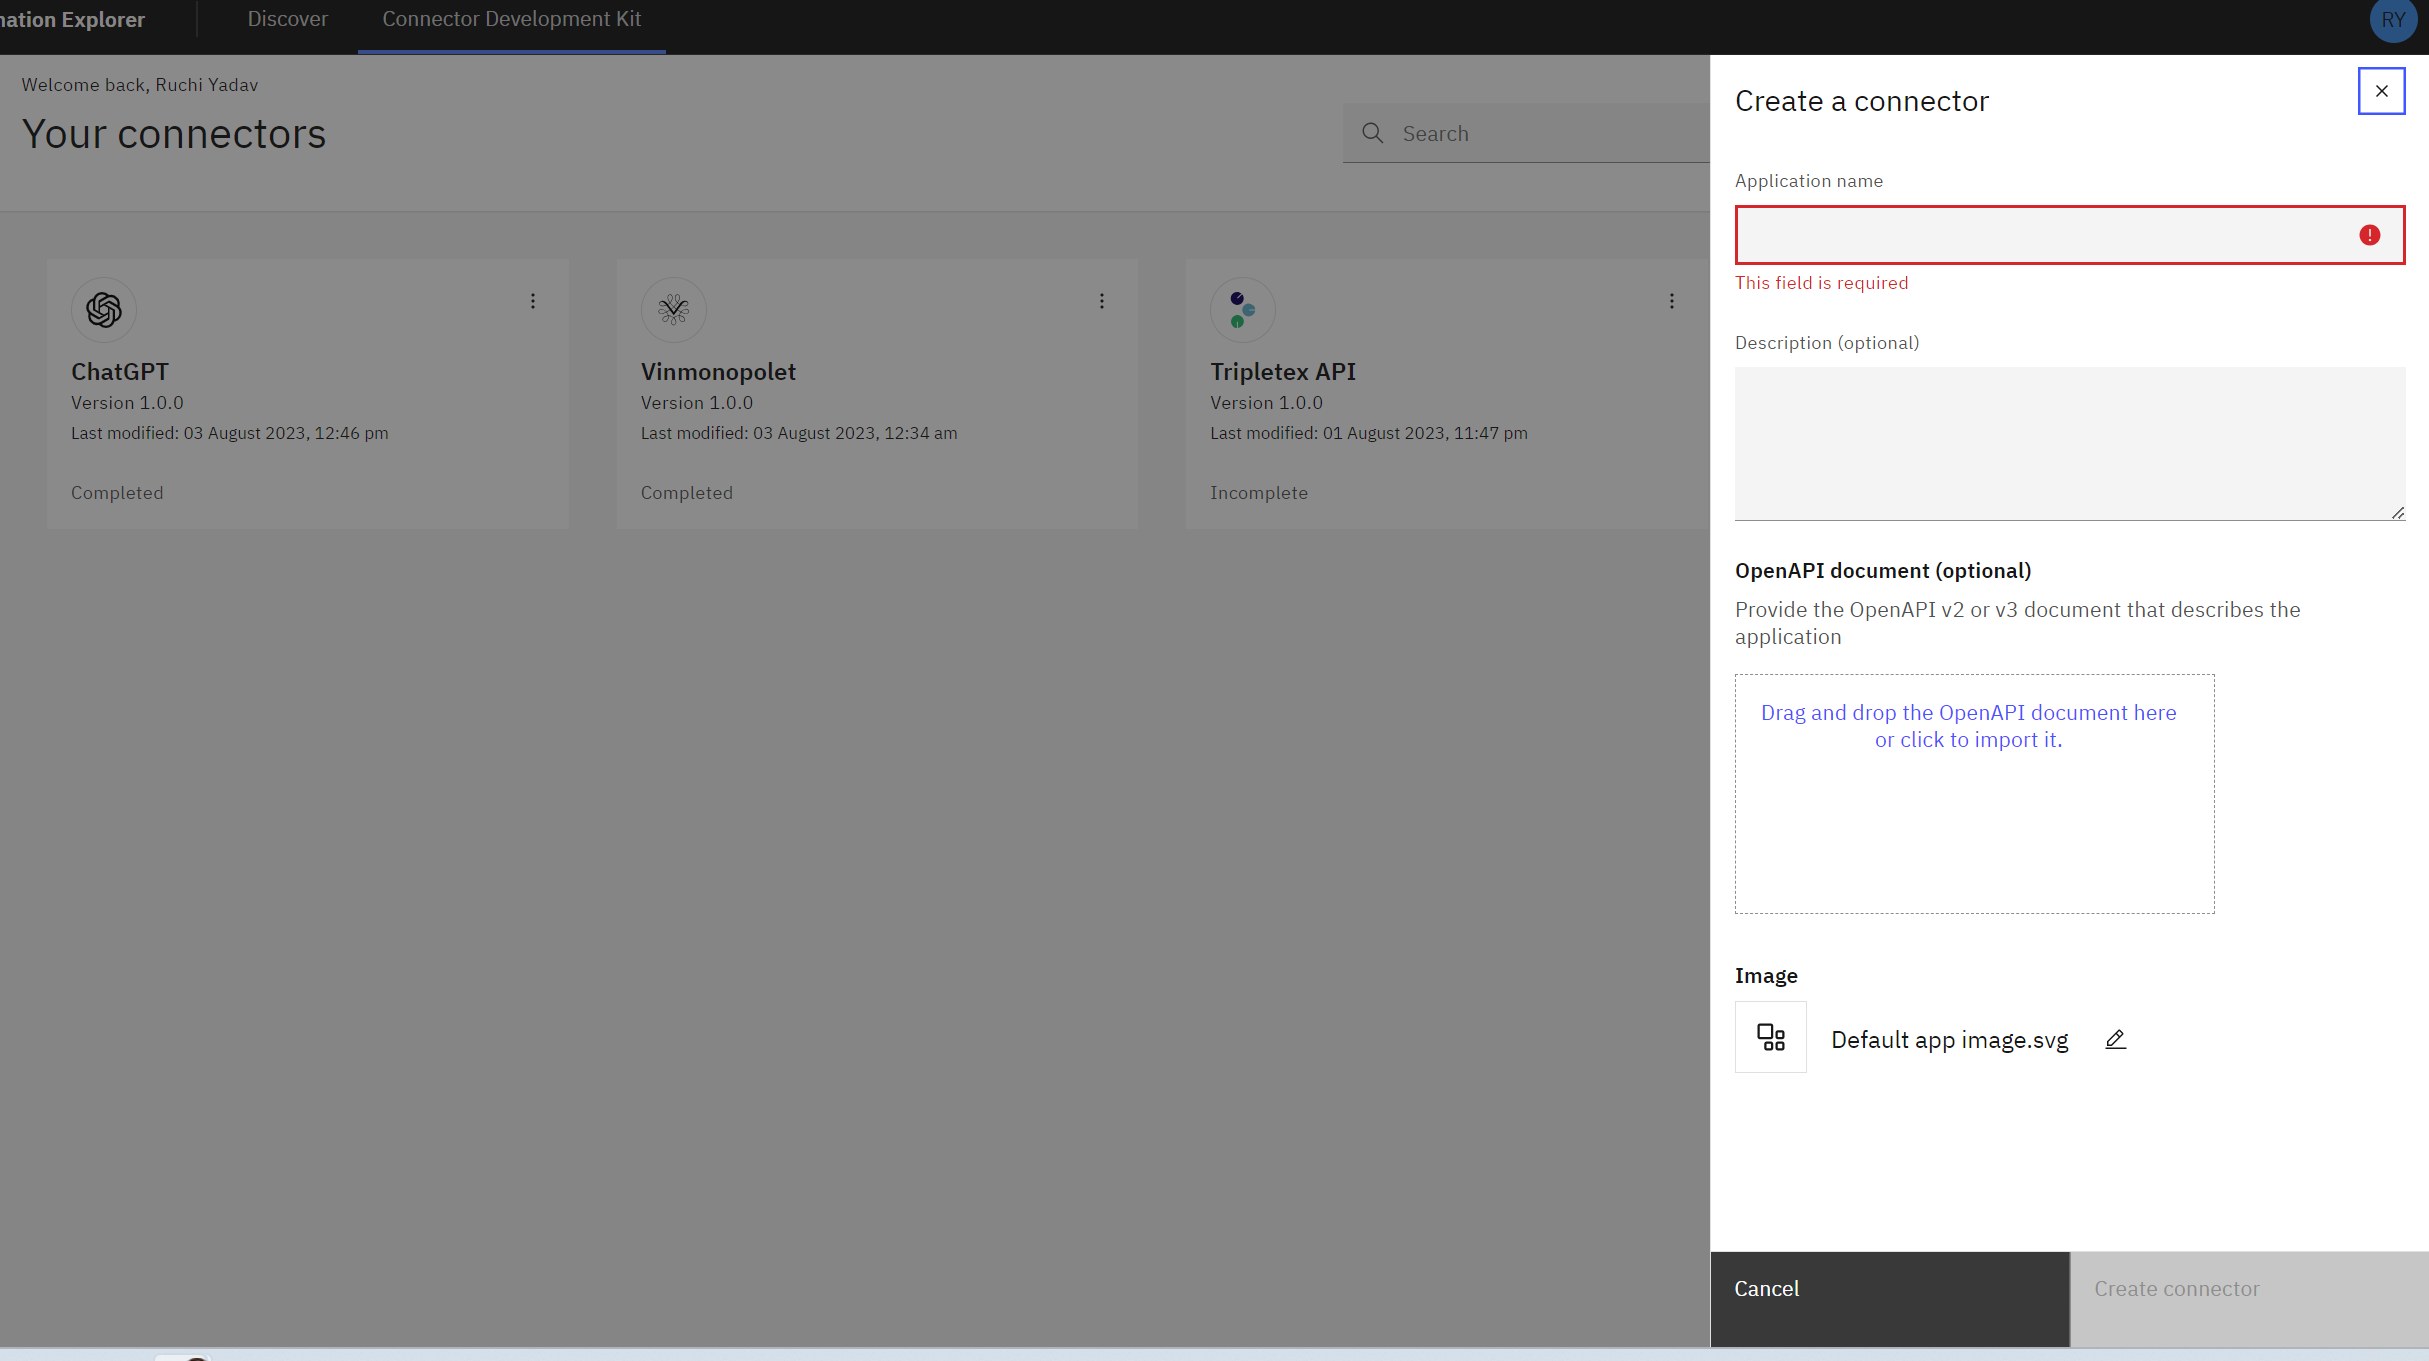 mation Explorer
Discover
Connector Development Kit
RY
Welcome back, Ruchi Yadav
Your connectors
Search
ChatGPT
Version 1.0.0
Last modified: 03 August 2023, 12:46 pm
Completed
Vinmonopolet
Version 1.0.0
Last modified: 03 August 2023, 12:34 am
Completed
Tripletex API
Version 1.0.0
Last modified: 01 August 2023, 11:47 pm
Incomplete
Create a connector
Application name
This field is required
Description (optional)
OpenAPI document (optional)
Provide the OpenAPI v2 or v3 document that describes the
application
Drag and drop the OpenAPI document here
or click to import it.
Image
Default app image.svg
Cancel
Create connector